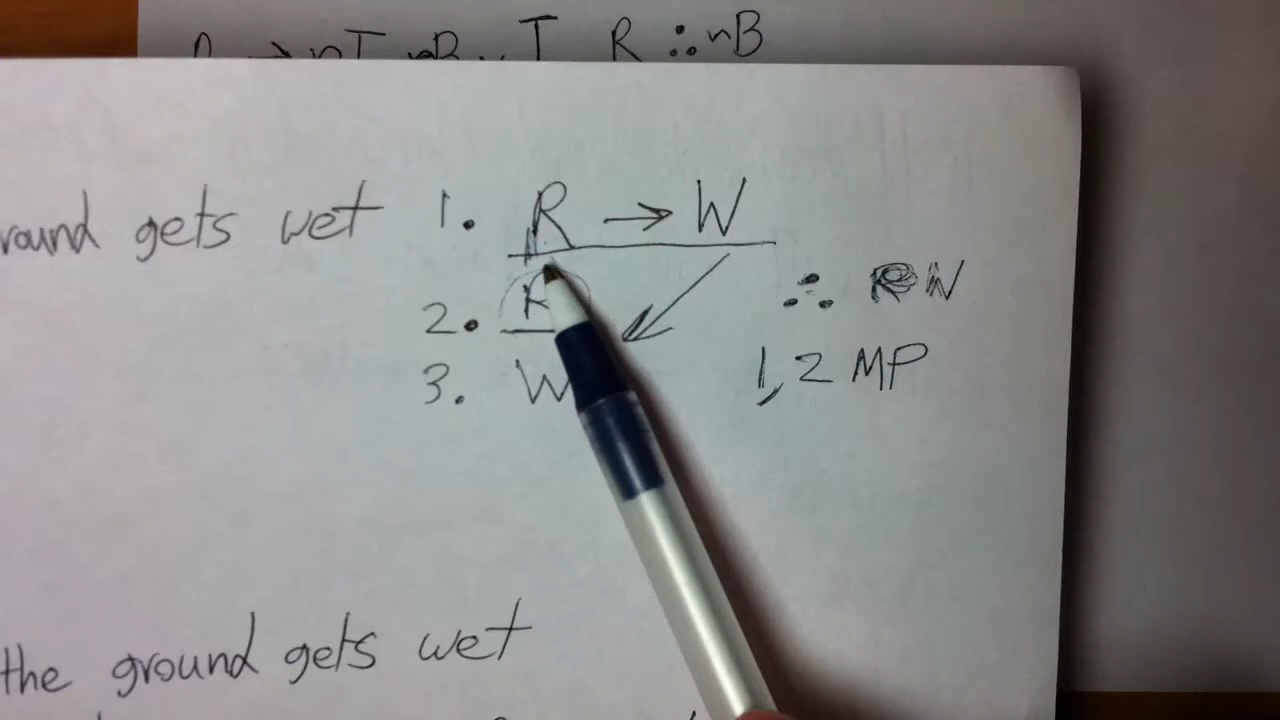 T R ∴ ~B
round gets wet 1. R → W
2. R ∴ W
3. W 1, 2 MP
the ground gets wet